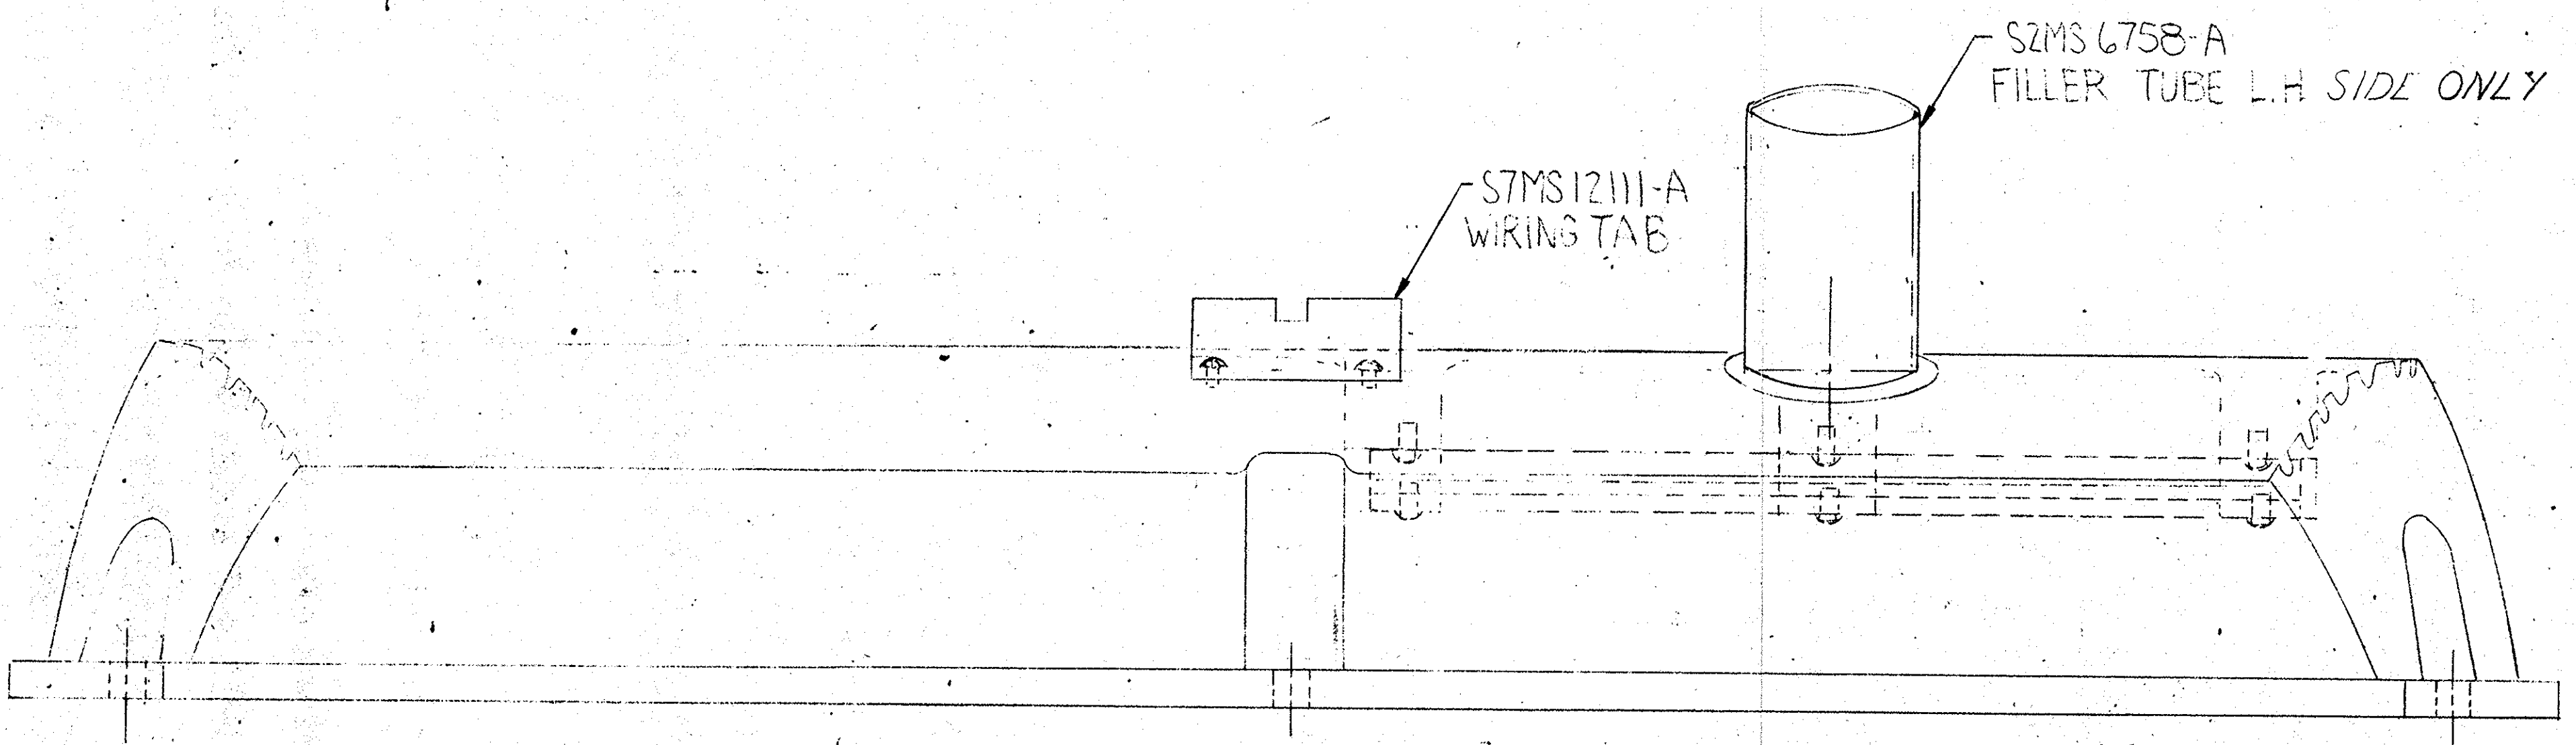 S2MS 6758-A
FILLER TUBE L.H SIDE ONLY
S7MS12111-A
WIRING TAB